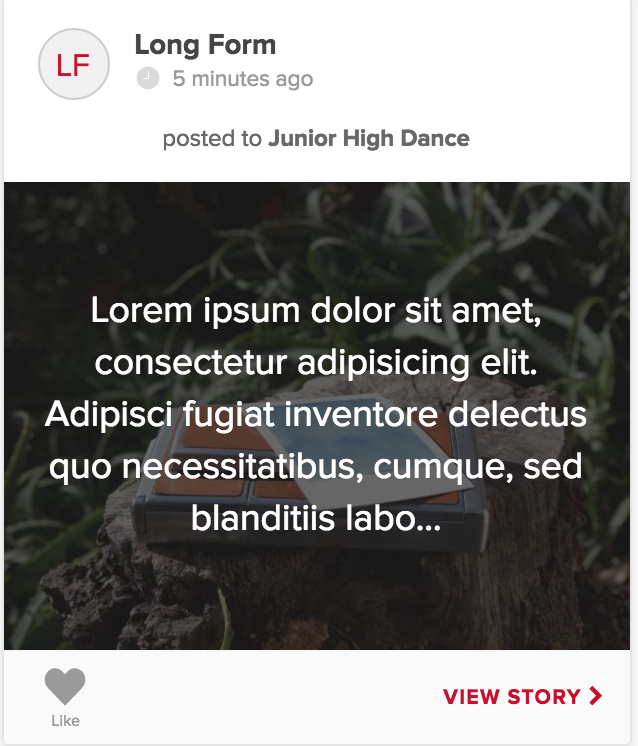 LF
Long Form
5 minutes ago
posted to Junior High Dance
Lorem ipsum dolor sit amet,
consectetur adipisicing elit.
Adipisci fugiat inventore delectus
quo necessitatibus, cumque, sed
blanditiis labo...
Like
VIEW STORY